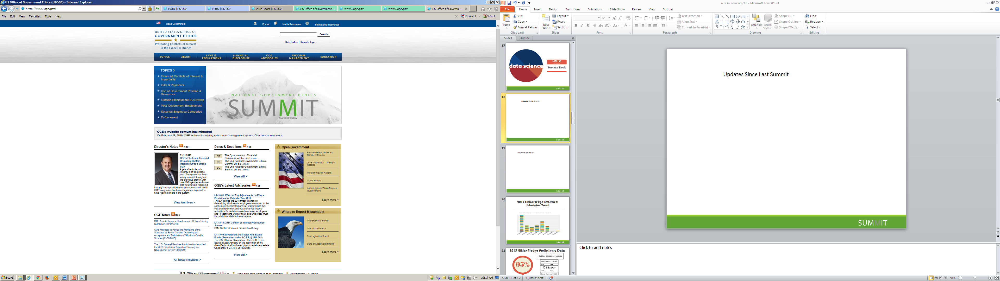 US Office of Government Ethics (USOGE) - Internet Explorer
https://www2.oge.gov/
FOIA | US OGE
FDTS | US OGE
eFile Room | US OGE
US Office of Government ...
www2.oge.gov
www2.oge.gov
US Office of Governm...
File Edit View Favorites Tools Help
Convert Select
Open Government
Forms
Media Resources
International Resources
UNITED STATES OFFICE OF
GOVERNMENT ETHICS
Preventing Conflicts of Interest
in the Executive Branch
Search
Site Index | Search Tips
TOPICS
ABOUT
LAWS &
REGULATIONS
FINANCIAL
DISCLOSURE
OGE
ADVISORIES
PROGRAM
MANAGEMENT
EDUCATION
TOPICS >
Financial Conflicts of Interest &
Impartiality
Gifts & Payments
Use of Government Position &
Resources
Outside Employment & Activities
Post-Government Employment
Selected Employee Categories
Enforcement
NATIONAL GOVERNMENT ETHICS
SUMMIT
MARCH 8-10 2016
OGE's website content has migrated
On February 28, 2016, OGE replaced its existing web content management system. Click here to learn more.
Director's Notes RSS
01/11/2016
OGE's Electronic Financial
Disclosure System,
Integrity: Off to a Strong
Start
A year after its launch,
Integrity is off to a strong
start. The system has been
widely adopted throughout
the executive branch, with
over 100 agencies and more
than 10,000 filers registered.
Integrity's user population continues to expand, and in
2016 every executive branch agency is expected to
have registered filers in the system.
View Archives >
OGE News RSS
OGE Assists Kenya in Development of Ethics Training
Curriculum (01/14/2016)
OGE Proposes to Revise the Provisions of the
Standards of Ethical Conduct Governing the
Acceptance and Solicitation of Gifts from Outside
Sources (11/30/2015)
The U.S. General Services Administration launched
the 2016 Presidential Transition Directory on
November 2, 2015 (11/06/2015)
All News Releases >
Dates & Deadlines RSS
3/7 The Symposium on Financial
Disclosure will be held...more
3/8 The 2nd National Government Ethics
Summit will be ...more
3/9 The 2nd National Government Ethics
Summit will be ...more
View All >
OGE's Latest Advisories RSS
LA-16-01: Effect of Pay Adjustments on Ethics
Provisions for Calendar Year 2016
This LA clarifies the 2016 thresholds for: (1)
determining which senior employees are subject to the
post-employment restrictions; (2) implementing the
outside employment and outside earned income
restrictions for certain covered noncareer employees;
and (3) identifying which officers and employees must
file public financial disclosure reports.
LA-15-10: 2014 Conflict of Interest Prosecution
Survey
2014 Conflict of Interest Prosecution Survey.
LA-15-09: Diversified and Sector Real Estate
Funds (Exemption under 5 C.F.R. § 2640.201)
The U.S. Office of Government Ethics (OGE) has
issued a Legal Advisory on the application of the
diversified mutual fund exemption to certain real estate
funds under 5 C.F.R. § 2640.201(a).
View All >
Open Government
Presidential Appointee and
Nominee Records
2016 Presidential Candidate
Records
Program Review Reports
Travel Reports
Annual Agency Ethics Program
Questionnaire
Learn more >
Where to Report Misconduct
The Executive Branch
The Judicial Branch
The Legislative Branch
State or Local Governments
Learn more >
U.S. Office of Government Ethics ★ 1201 New York Avenue, N.W. Suite 500 ★ Washington, DC 20005
Start
10:17 AM
Year in Review.pptx - Microsoft PowerPoint
File Home Insert Design Transitions Animations Slide Show Review View Acrobat
Paste
Cut
Copy
Format Painter
Clipboard
New
Slide
Layout
Reset
Section
Slides
22
Font
Text Direction
Align Text
Convert to SmartArt
Paragraph
Arrange
Quick
Styles
Shape Fill
Shape Outline
Shape Effects
Drawing
Find
Replace
Select
Editing
Slides Outline
17
data science
HELLO
Brandon Steele
SUMMIT
18
Updates Since Last Summit
SUMMIT
19
2014 Annual Q Summary
SUMMIT
20
2015 Ethics Pledge Assessment
Submission Trend
SUMMIT
21
2015 Ethics Pledge Preliminary Data
95%
Schedule C
Other
Updates Since Last Summit
SUMMIT
Click to add notes
Slide 18 of 55
"1_Retrospect"
96%